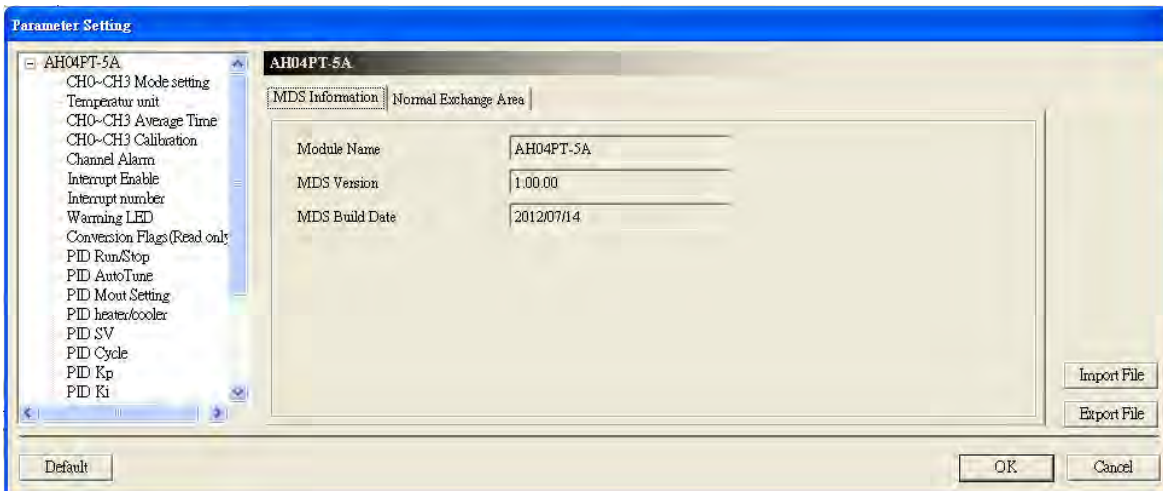 Parameter Setting
AH04PT-5A
CH0~CH3 Mode setting
Temperatur unit
CH0~CH3 Average Time
CH0~CH3 Calibration
Channel Alarm
Interrupt Enable
Interrupt number
Warning LED
Conversion Flags(Read only
PID Run/Stop
PID AutoTune
PID Mout Setting
PID heater/cooler
PID SV
PID Cycle
PID Kp
PID Ki
AH04PT-5A
MDS Information Normal Exchange Area
Module Name AH04PT-5A
MDS Version 1.00.00
MDS Build Date 2012/07/14
Import File
Export File
Default OK Cancel